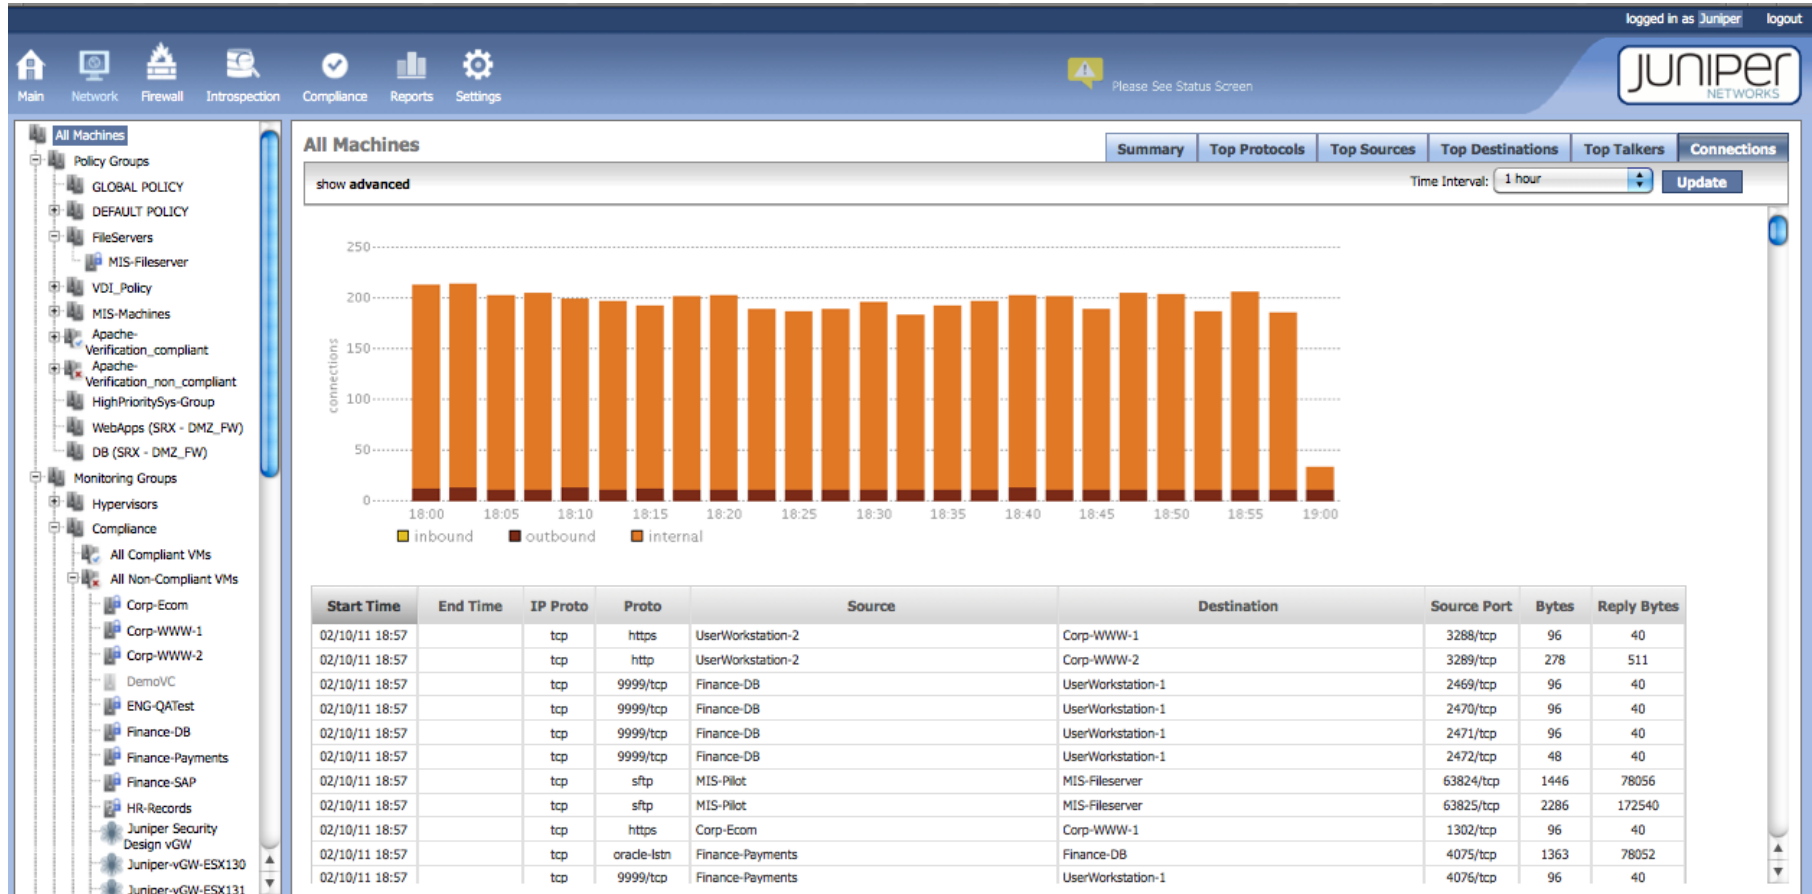 logged in as Juniper logout
Main Network Firewall Introspection Compliance Reports Settings
Please See Status Screen
JUNIPER
NETWORKS
All Machines
Policy Groups
GLOBAL POLICY
DEFAULT POLICY
FileServers
MIS-Fileserver
VDI_Policy
MIS-Machines
Apache-
Verification_compliant
Apache-
Verification_non_compliant
HighPrioritySys-Group
WebApps (SRX - DMZ_FW)
DB (SRX - DMZ_FW)
Monitoring Groups
Hypervisors
Compliance
All Compliant VMs
All Non-Compliant VMs
Corp-Ecom
Corp-WWW-1
Corp-WWW-2
DemoVC
ENG-QATest
Finance-DB
Finance-Payments
Finance-SAP
HR-Records
Juniper Security
Design vGW
Juniper-vGW-ESX130
Juniper-vGW-ESX131
All Machines
Summary Top Protocols Top Sources Top Destinations Top Talkers Connections
show advanced
Time Interval: 1 hour Update
250
200
150
100
50
0
connections
18:00 18:05 18:10 18:15 18:20 18:25 18:30 18:35 18:40 18:45 18:50 18:55 19:00
inbound outbound internal
Start Time End Time IP Proto Proto Source Destination Source Port Bytes Reply Bytes
02/10/11 18:57 tcp https UserWorkstation-2 Corp-WWW-1 3288/tcp 96 40
02/10/11 18:57 tcp http UserWorkstation-2 Corp-WWW-2 3289/tcp 278 511
02/10/11 18:57 tcp 9999/tcp Finance-DB UserWorkstation-1 2469/tcp 96 40
02/10/11 18:57 tcp 9999/tcp Finance-DB UserWorkstation-1 2470/tcp 96 40
02/10/11 18:57 tcp 9999/tcp Finance-DB UserWorkstation-1 2471/tcp 96 40
02/10/11 18:57 tcp 9999/tcp Finance-DB UserWorkstation-1 2472/tcp 48 40
02/10/11 18:57 tcp sftp MIS-Pilot MIS-Fileserver 63824/tcp 1446 78056
02/10/11 18:57 tcp sftp MIS-Pilot MIS-Fileserver 63825/tcp 2286 172540
02/10/11 18:57 tcp https Corp-Ecom Corp-WWW-1 1302/tcp 96 40
02/10/11 18:57 tcp oracle-lstn Finance-Payments Finance-DB 4075/tcp 1363 78052
02/10/11 18:57 tcp 9999/tcp Finance-Payments UserWorkstation-1 4076/tcp 96 40